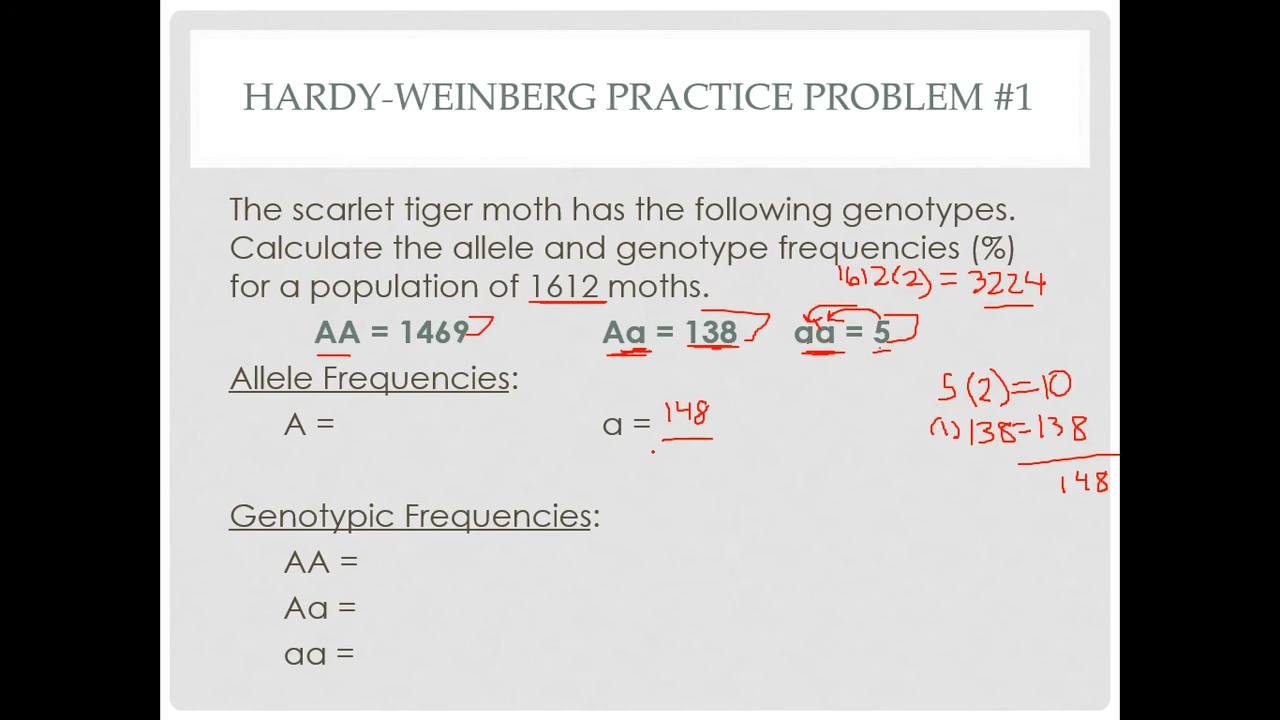 HARDY-WEINBERG PRACTICE PROBLEM #1
The scarlet tiger moth has the following genotypes.
Calculate the allele and genotype frequencies (%)
for a population of 1612 moths.
1612(2) = 3224
AA = 1469 Aa = 138 aa = 5
Allele Frequencies:
5 (2) = 10
A = a = 148
(1) 138 = 138
148
Genotypic Frequencies:
AA =
Aa =
aa =